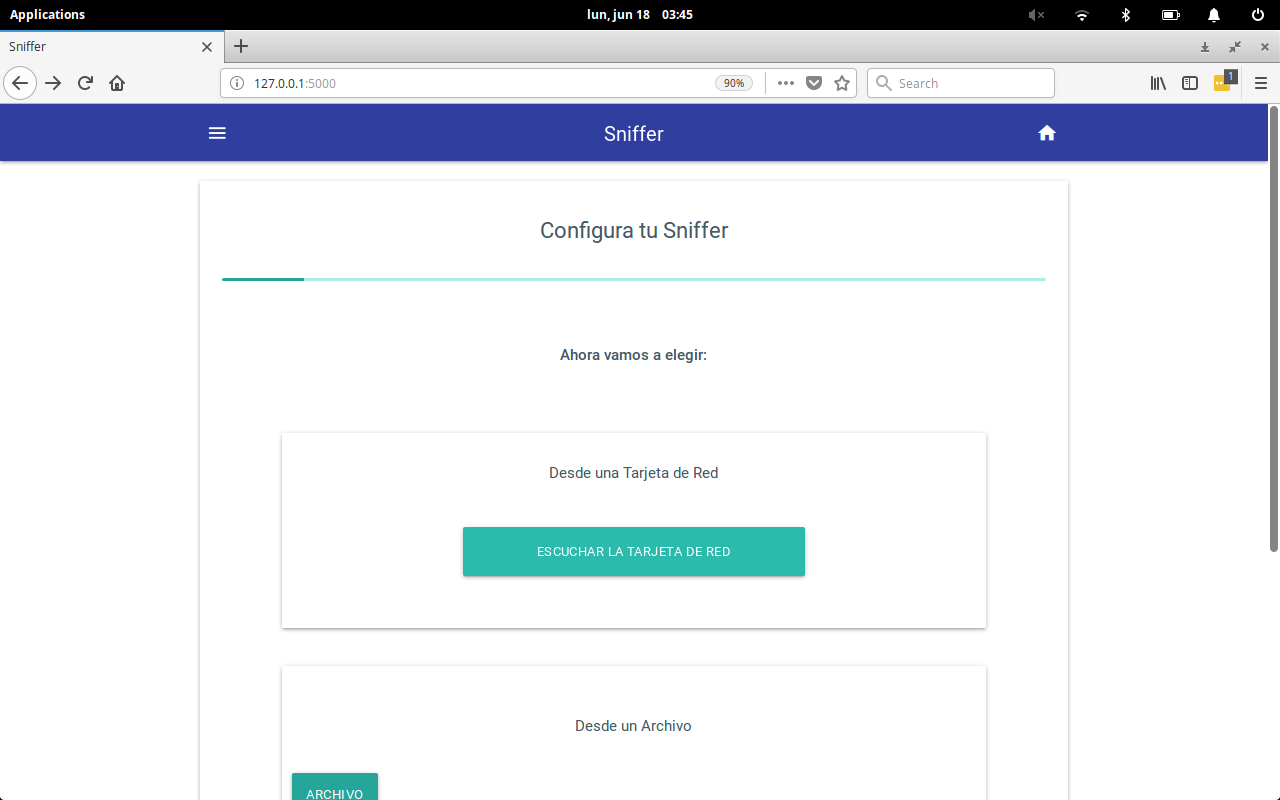 Applications
lun, jun 18 03:45
Sniffer
127.0.0.1:5000
90%
Search
1
Sniffer
Configura tu Sniffer
Ahora vamos a elegir:
Desde una Tarjeta de Red
ESCUCHAR LA TARJETA DE RED
Desde un Archivo
ARCHIVO